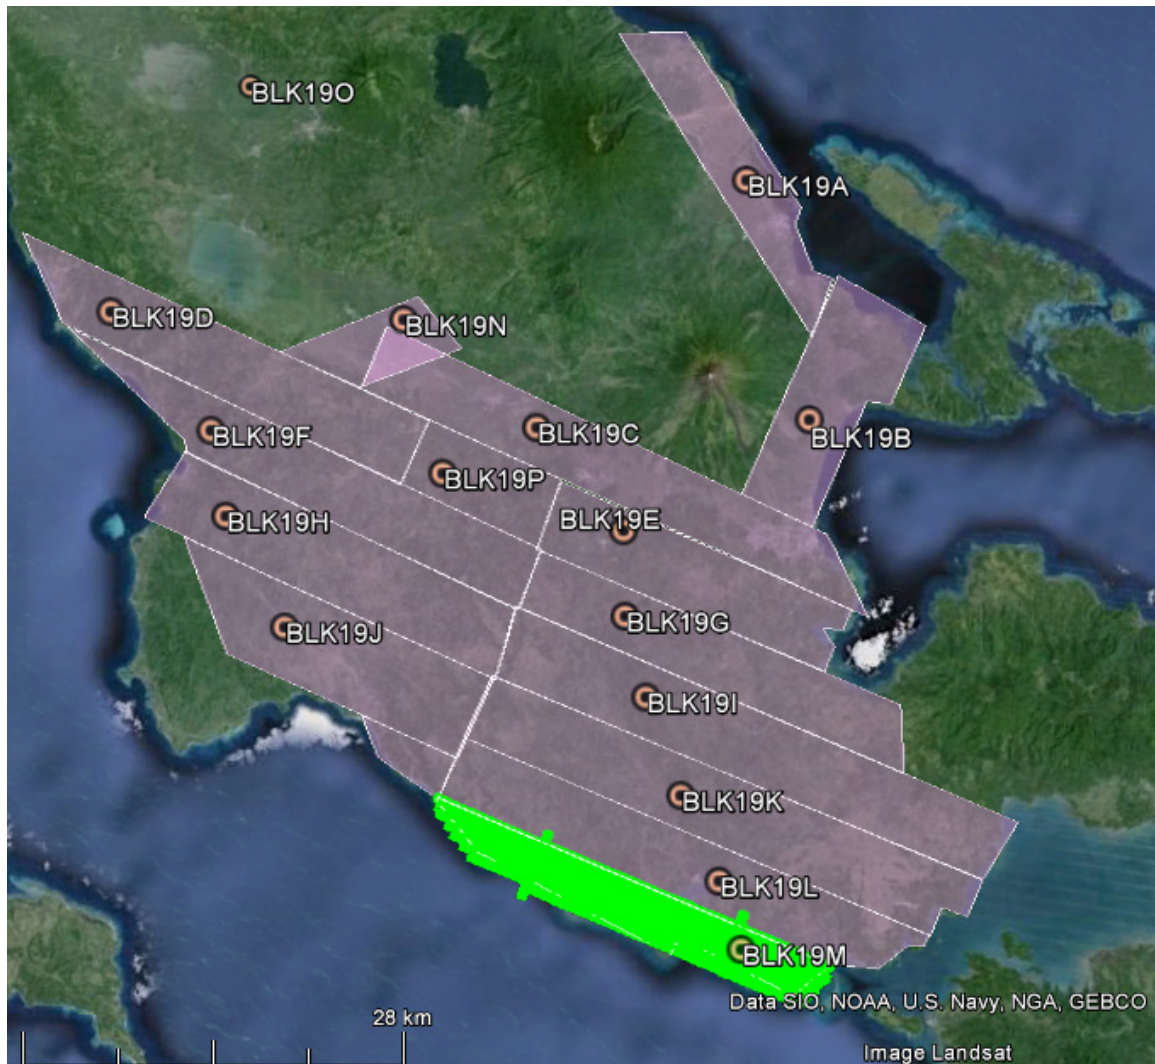 BLK19O
BLK19A
BLK19D
BLK19N
BLK19F
BLK19C
BLK19B
BLK19P
BLK19H
BLK19E
BLK19J
BLK19G
BLK19I
BLK19K
BLK19L
BLK19M
Data SIO, NOAA, U.S. Navy, NGA, GEBCO
28 km
Image Landsat